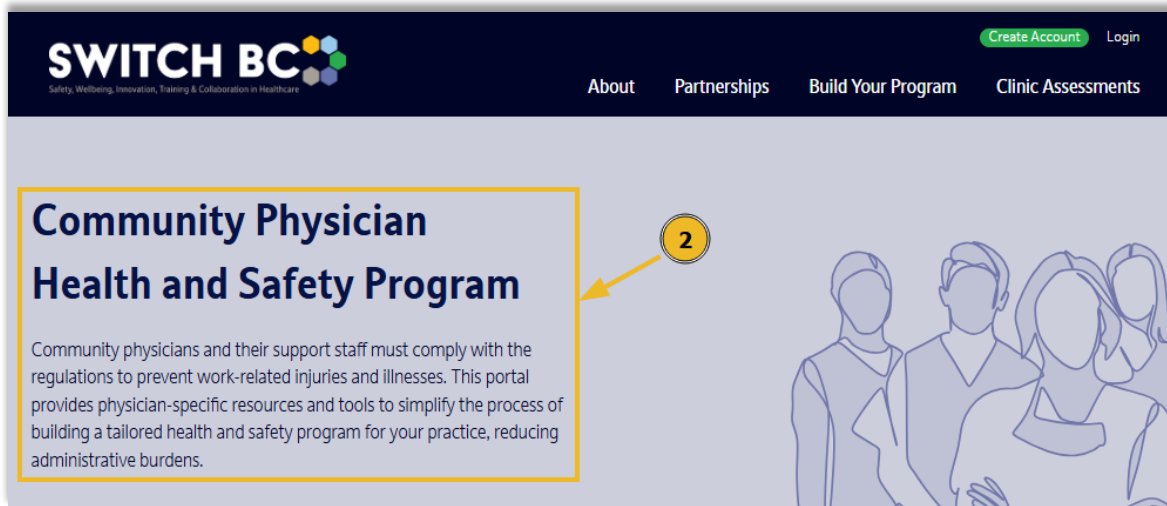 Create Account Login
SWITCH BC
Safety, Wellbeing, Innovation, Training & Collaboration in Healthcare
About Partnerships Build Your Program Clinic Assessments
Community Physician
Health and Safety Program
2
Community physicians and their support staff must comply with the
regulations to prevent work-related injuries and illnesses. This portal
provides physician-specific resources and tools to simplify the process of
building a tailored health and safety program for your practice, reducing
administrative burdens.